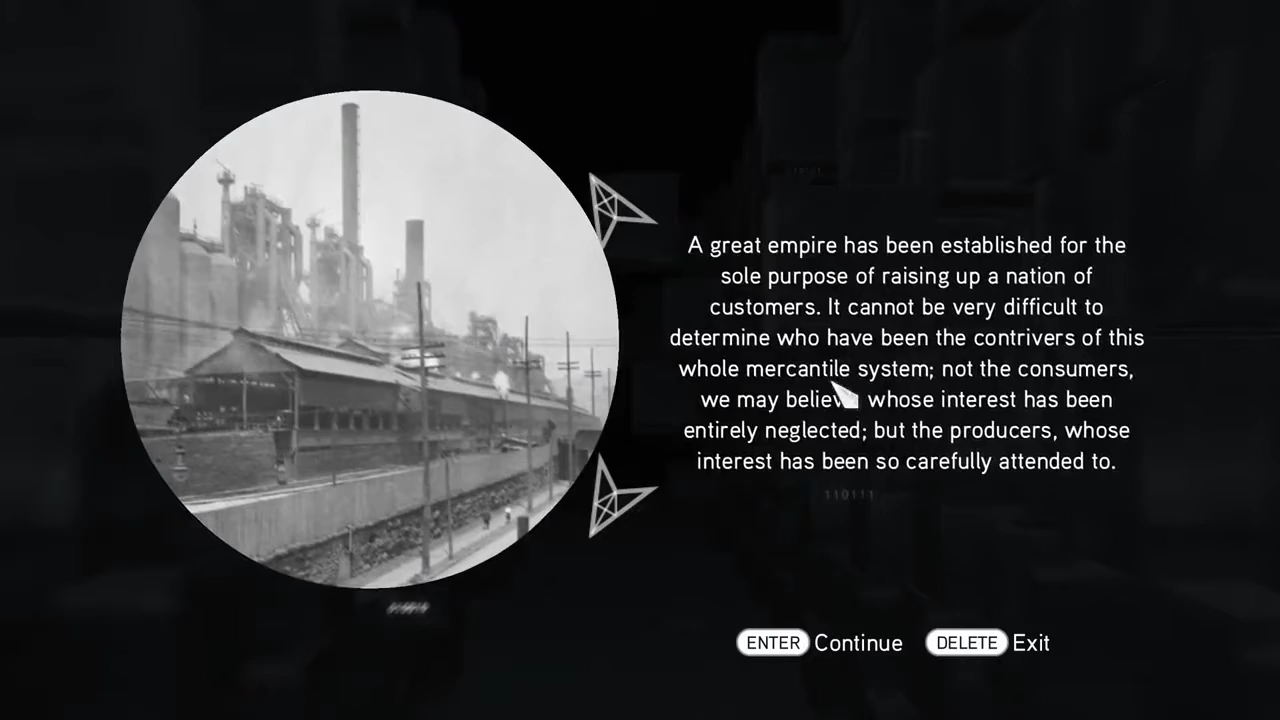 A great empire has been established for the
sole purpose of raising up a nation of
customers. It cannot be very difficult to
determine who have been the contrivers of this
whole mercantile system; not the consumers,
we may believ whose interest has been
entirely neglected; but the producers, whose
interest has been so carefully attended to.
110111
ENTER Continue DELETE Exit